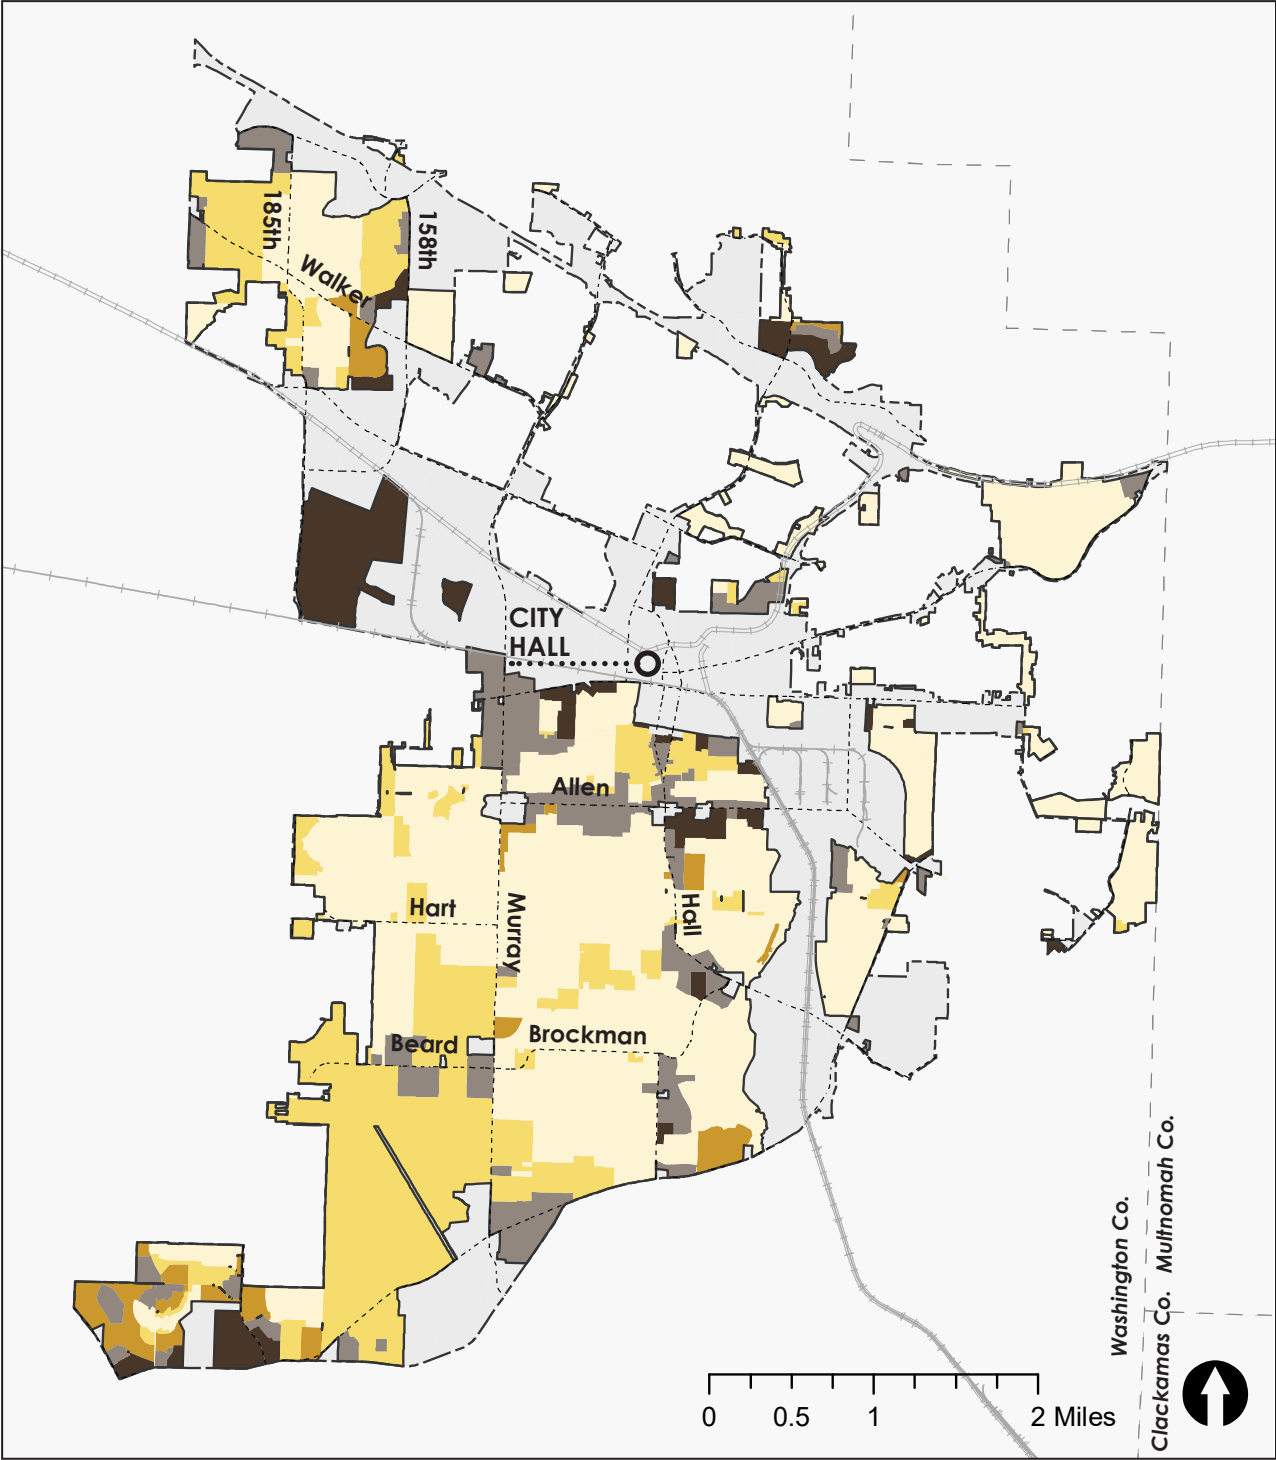 185th
158th
Walker
CITY
HALL
Allen
Hart
Murray
Hall
Beard
Brockman
Washington Co.
Multnomah Co.
Clackamas Co.
0 0.5 1 2 Miles